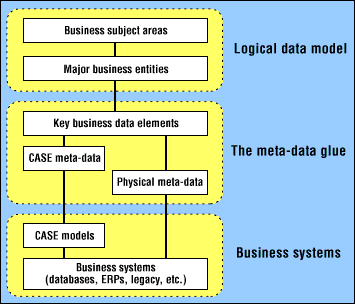 Business subject areas
Logical data model
Major business entities
Key business data elements
CASE meta-data
The meta-data glue
Physical meta-data
CASE models
Business systems
Business systems
(databases, ERPs, legacy, etc.)